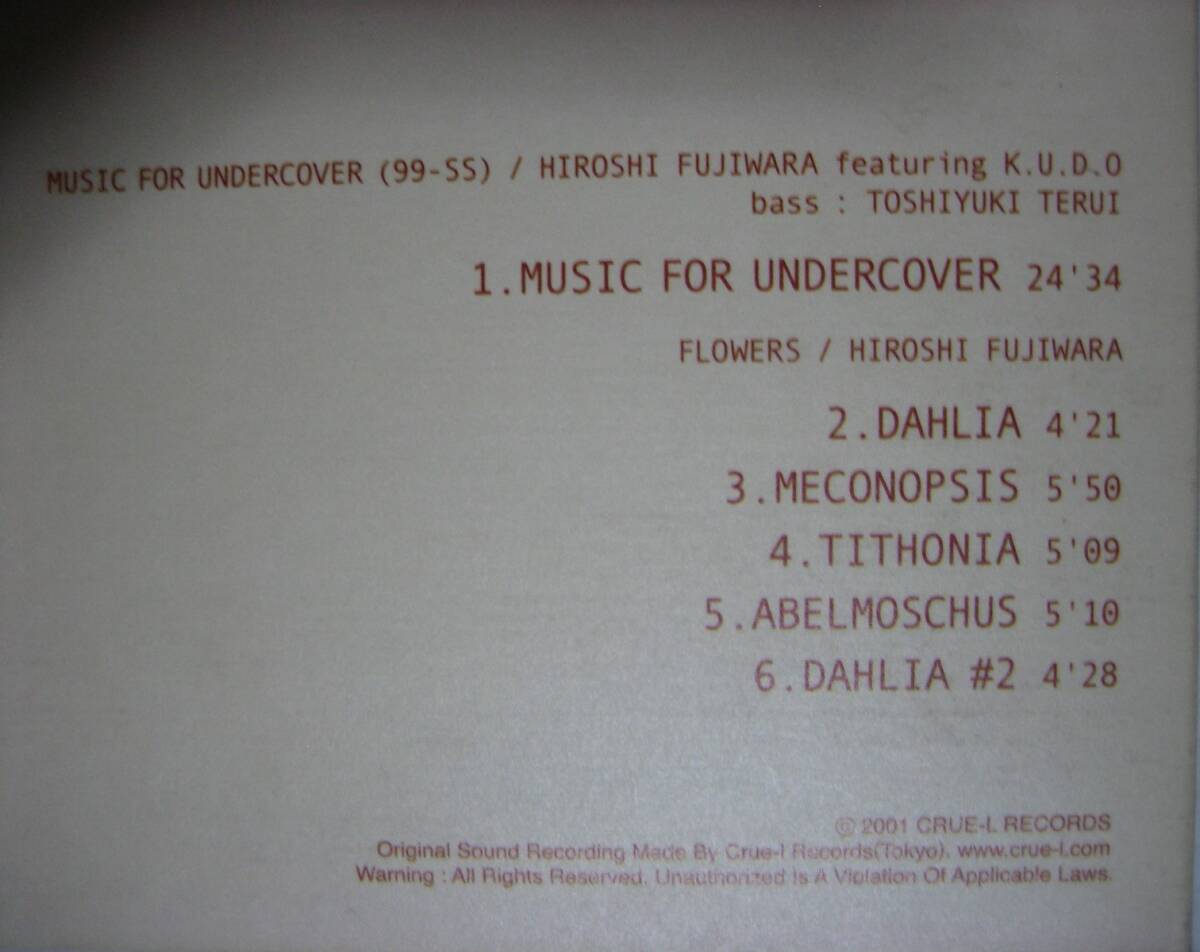 MUSIC FOR UNDERCOVER (99-SS) / HIROSHI FUJIWARA featuring K.U.D.O
bass : TOSHIYUKI TERUI
1.MUSIC FOR UNDERCOVER 24'34
FLOWERS / HIROSHI FUJIWARA
2.DAHLIA 4'21
3.MECONOPSIS 5'50
4.TITHONIA 5'09
5.ABELMOSCHUS 5'10
6.DAHLIA #2 4'28
© 2001 CRUE-L RECORDS
Original Sound Recording Made By Crue-l Records(Tokyo). www.crue-l.com
Warning : All Rights Reserved. Unauthorized Is A Violation Of Applicable Laws.